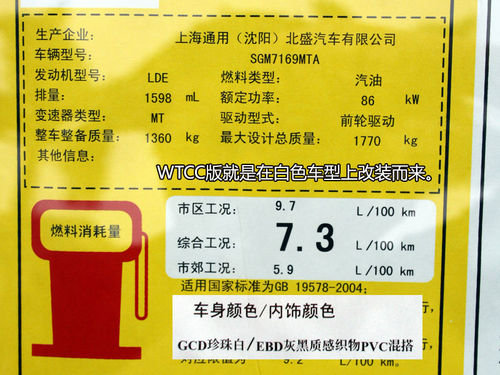 生产企业: 上海通用(沈阳)北盛汽车有限公司
车辆型号: SGM7169MTA
发动机型号: LDE 燃料类型: 汽油
排量: 1598 mL 额定功率: 86 kW
变速器类型: MT 驱动型式: 前轮驱动
整车整备质量: 1360 kg 最大设计总质量: 1770 kg
其他信息:
WTCC版就是在白色车型上改装而来。
燃料消耗量
市区工况: 9.7 L/100 km
综合工况: 7.3 L/100 km
市郊工况: 5.9 L/100 km
适用国家标准为GB 19578-2004;
车身颜色/内饰颜色
行,
GCD珍珠白/EBD灰黑质感织物PVC混搭